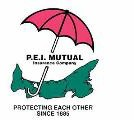 P.E.I. MUTUAL
Insurance Company
PROTECTING EACH OTHER
SINCE 1885